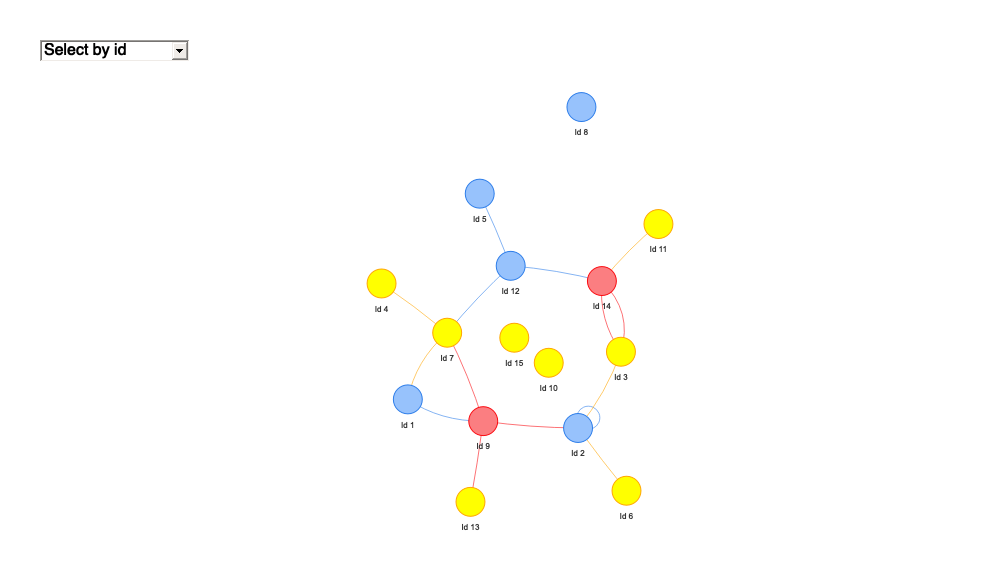 Select by id
Id 8
Id 5
Id 11
Id 12
Id 14
Id 4
Id 7
Id 15
Id 3
Id 10
Id 1
Id 9
Id 2
Id 6
Id 13